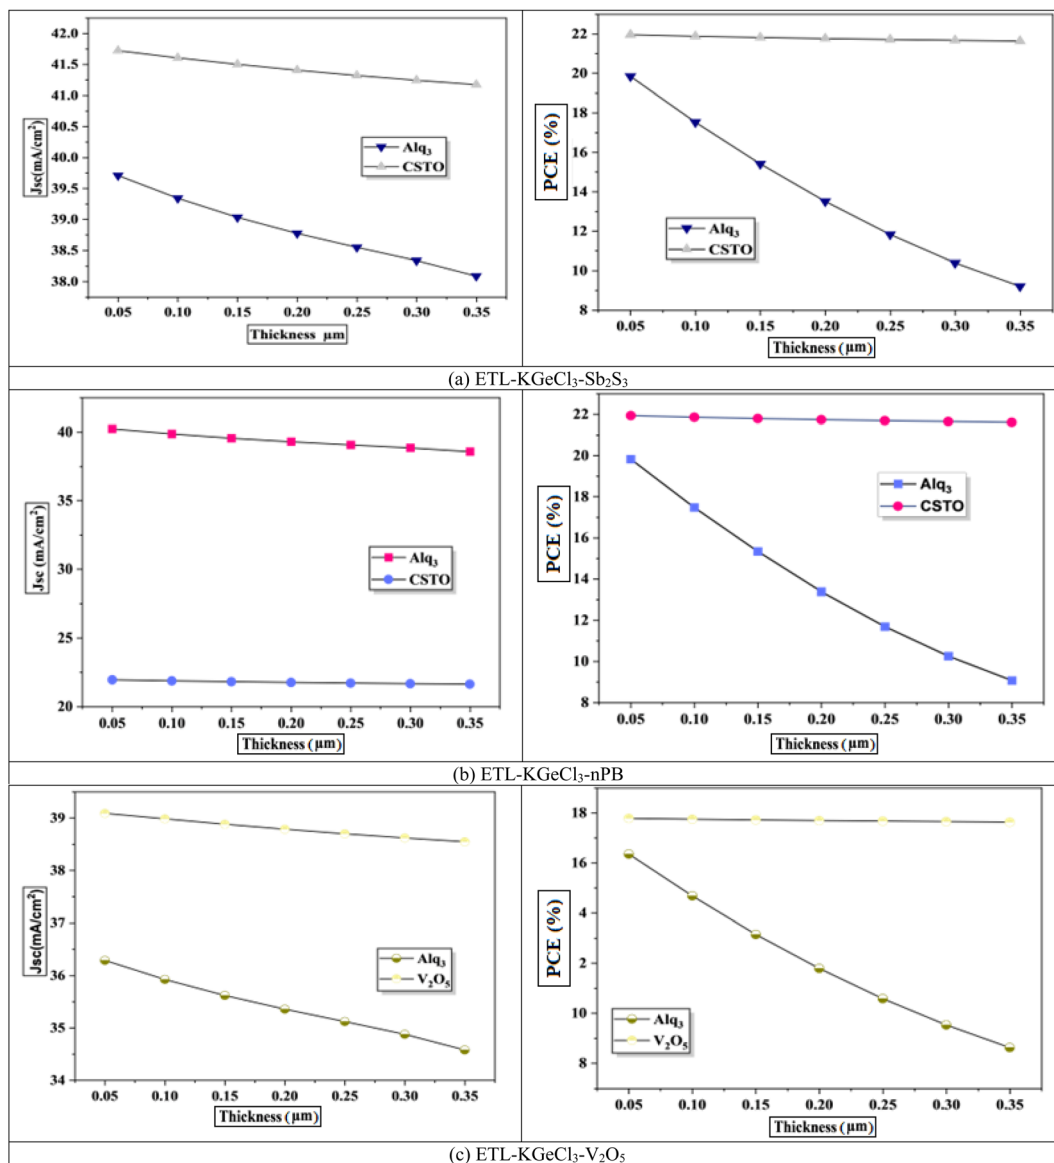 42.0
41.5
41.0
40.5
40.0
39.5
39.0
38.5
38.0
Jsc(mA/cm²)
Alq₃
CSTO
0.05 0.10 0.15 0.20 0.25 0.30 0.35
Thickness µm
22
20
18
16
14
12
10
8
PCE (%)
Alq₃
CSTO
0.05 0.10 0.15 0.20 0.25 0.30 0.35
Thickness (µm)
(a) ETL-KGeCl₃-Sb₂S₃
40
35
30
25
20
Jsc (mA/cm²)
Alq₃
CSTO
0.05 0.10 0.15 0.20 0.25 0.30 0.35
Thickness (µm)
22
20
18
16
14
12
10
8
PCE (%)
Alq₃
CSTO
0.05 0.10 0.15 0.20 0.25 0.30 0.35
Thickness (µm)
(b) ETL-KGeCl₃-nPB
39
38
37
36
35
34
Jsc(mA/cm²)
Alq₃
V₂O₅
0.05 0.10 0.15 0.20 0.25 0.30 0.35
Thickness (µm)
18
16
4
2
10
8
PCE (%)
Alq₃
V₂O₅
0.05 0.10 0.15 0.20 0.25 0.30 0.35
Thickness (µm)
(c) ETL-KGeCl₃-V₂O₅